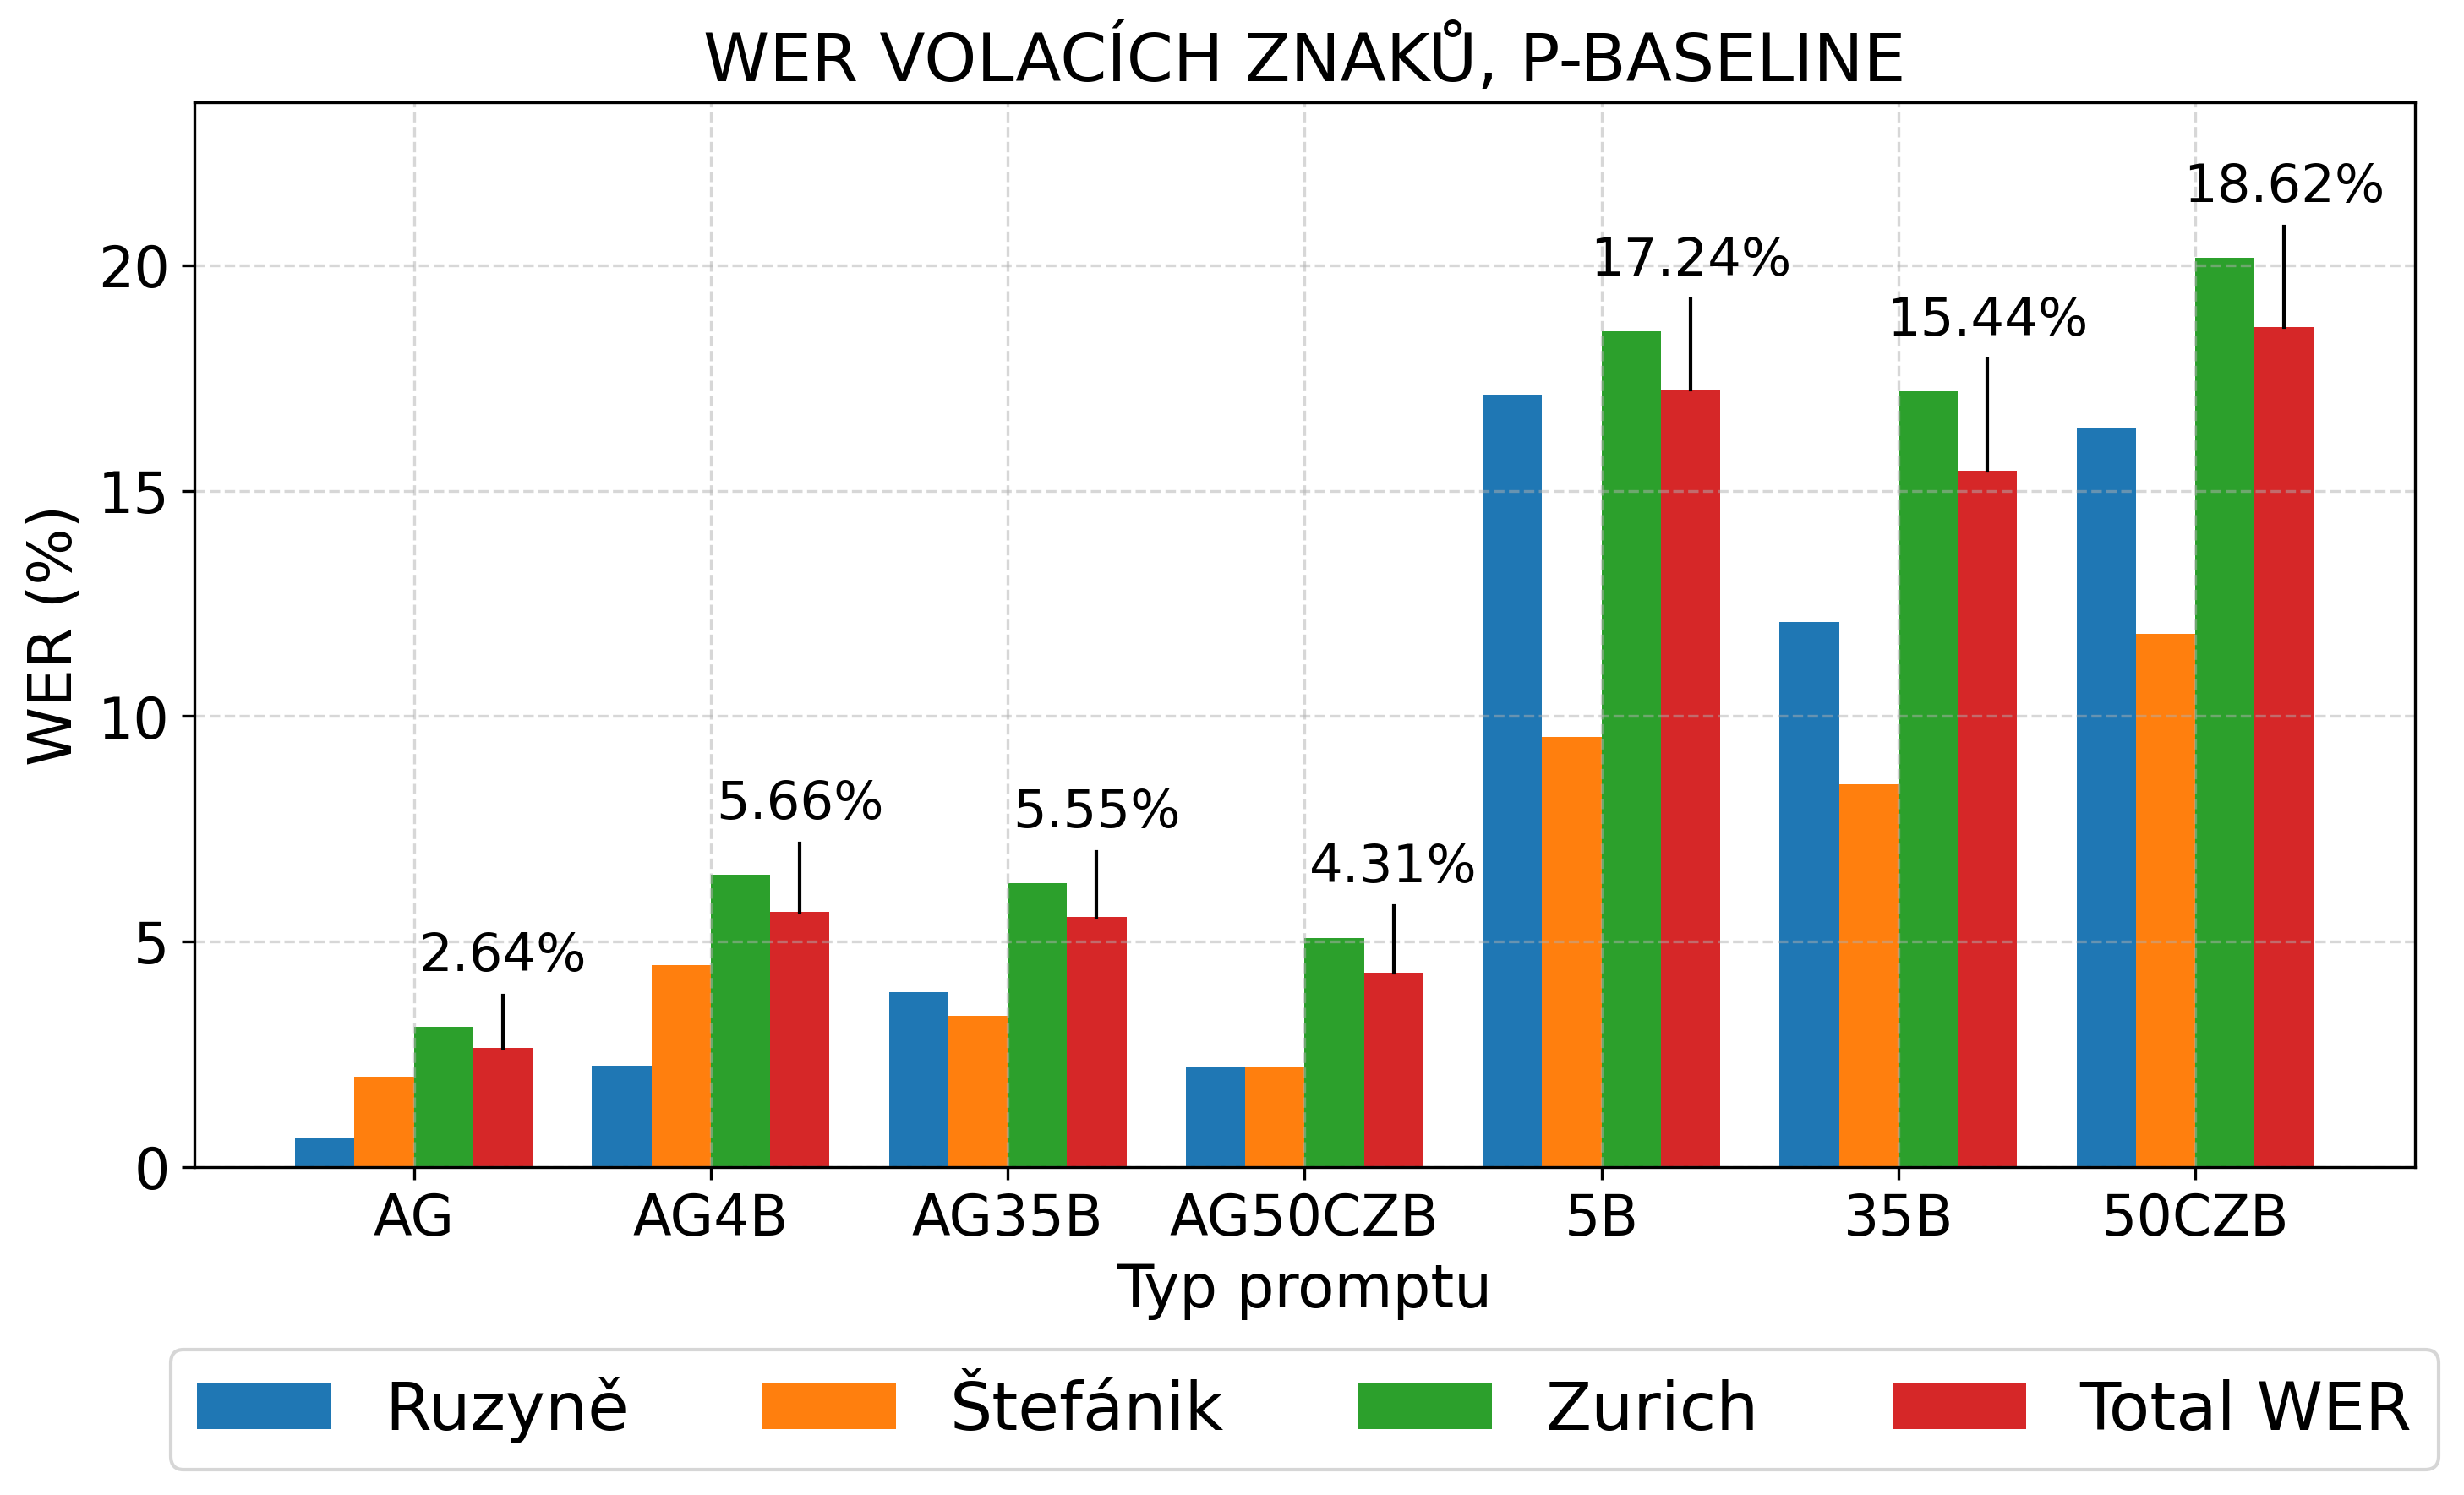 WER VOLACÍCH ZNAKŮ, P-BASELINE
WER (%)
20
15
10
5
0
2.64%
5.66%
5.55%
4.31%
17.24%
15.44%
18.62%
AG AG4B AG35B AG50CZB 5B 35B 50CZB
Typ promptu
Ruzyně Štefánik Zurich Total WER